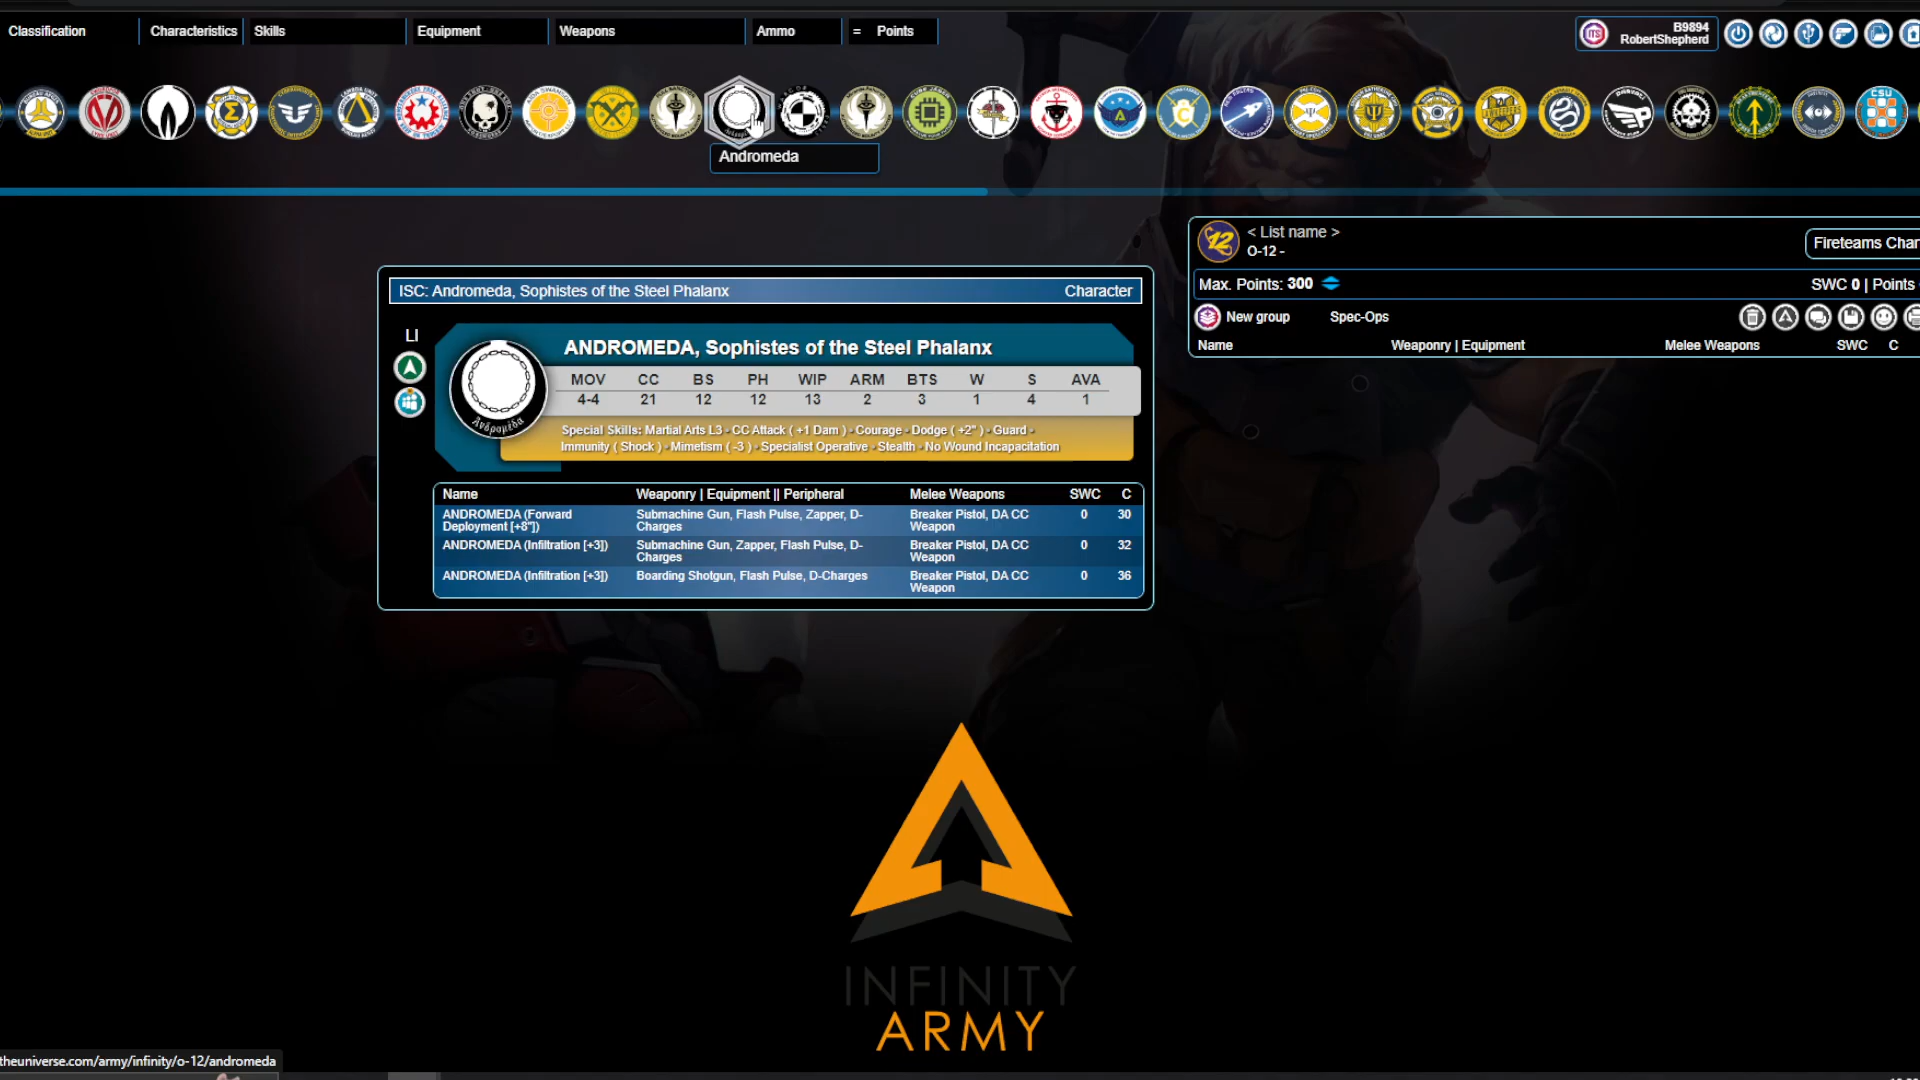 Classification Characteristics Skills Equipment Weapons Ammo = Points
B9894
RobertShepherd
Andromeda
< List name >
O-12 -
Fireteams Char
Max. Points: 300
SWC 0 | Points
New group Spec-Ops
Name Weaponry | Equipment Melee Weapons SWC C
ISC: Andromeda, Sophistes of the Steel Phalanx Character
LI
ANDROMEDA, Sophistes of the Steel Phalanx
MOV CC BS PH WIP ARM BTS W S AVA
4-4 21 12 12 13 2 3 1 4 1
Special Skills: Martial Arts L3 - CC Attack ( +1 Dam ) - Courage - Dodge ( +2" ) - Guard -
Immunity ( Shock ) - Mimetism ( -3 ) - Specialist Operative - Stealth - No Wound Incapacitation
Ανδρομέδα
Name Weaponry | Equipment || Peripheral Melee Weapons SWC C
ANDROMEDA (Forward Deployment [+8"]) Submachine Gun, Flash Pulse, Zapper, D-Charges Breaker Pistol, DA CC Weapon 0 30
ANDROMEDA (Infiltration [+3]) Submachine Gun, Zapper, Flash Pulse, D-Charges Breaker Pistol, DA CC Weapon 0 32
ANDROMEDA (Infiltration [+3]) Boarding Shotgun, Flash Pulse, D-Charges Breaker Pistol, DA CC Weapon 0 36
INFINITY
ARMY
theuniverse.com/army/infinity/o-12/andromeda